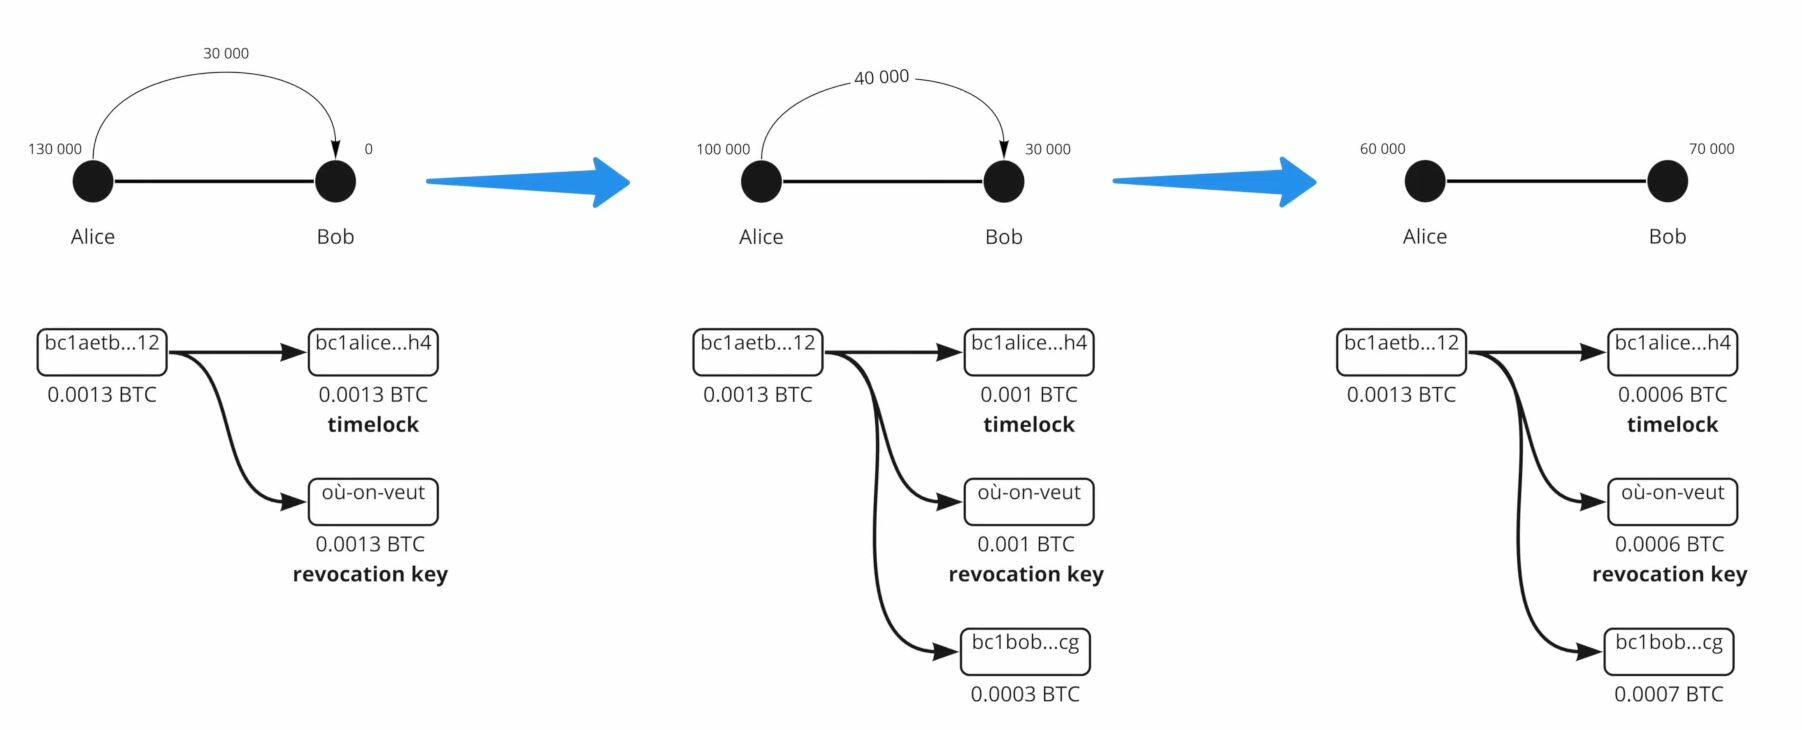 30 000
130 000
0
Alice
Bob
40 000
100 000
30 000
Alice
Bob
60 000
70 000
Alice
Bob
bc1aetb...12
0.0013 BTC
bc1alice...h4
0.0013 BTC
timelock
où-on-veut
0.0013 BTC
revocation key
bc1aetb...12
0.0013 BTC
bc1alice...h4
0.001 BTC
timelock
où-on-veut
0.001 BTC
revocation key
bc1bob...cg
0.0003 BTC
bc1aetb...12
0.0013 BTC
bc1alice...h4
0.0006 BTC
timelock
où-on-veut
0.0006 BTC
revocation key
bc1bob...cg
0.0007 BTC